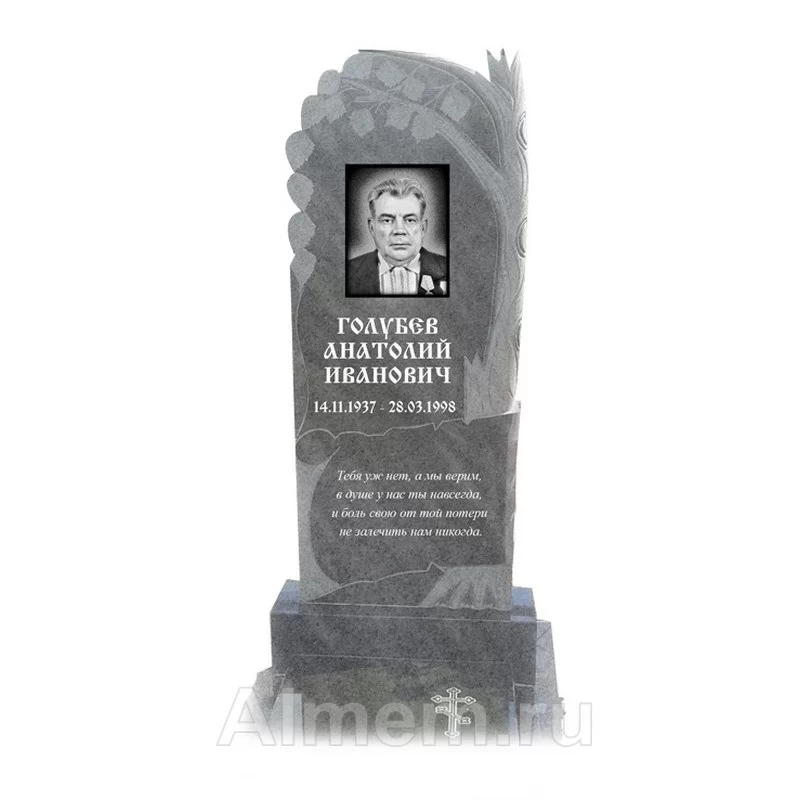 ГОЛУБЕВ
АНАТОЛИЙ
ИВАНОВИЧ
14.11.1937 - 28.03.1998
Тебя уж нет, а мы верим,
в душе у нас ты навсегда,
и боль свою от той потери
не залечить нам никогда.
Almem.ru